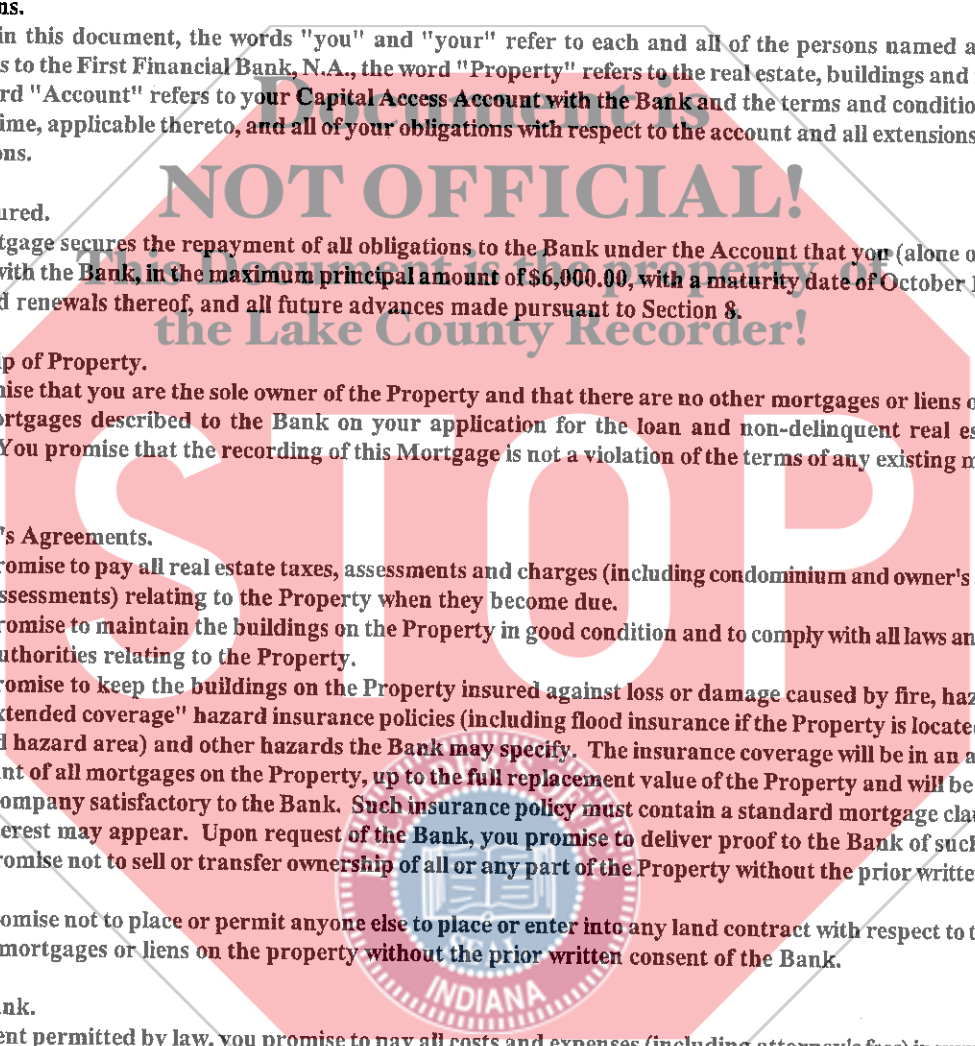 ns.
in this document, the words "you" and "your" refer to each and all of the persons named a
s to the First Financial Bank, N.A., the word "Property" refers to the real estate, buildings and
rd "Account" refers to your Capital Access Account with the Bank and the terms and conditio
Document is
ime, applicable thereto, and all of your obligations with respect to the account and all extensions
ons.
NOT OFFICIAL!
ured.
tgage secures the repayment of all obligations to the Bank under the Account that you (alone o
This Document is the property of
with the Bank, in the maximum principal amount of $6,000.00, with a maturity date of October
d renewals thereof, and all future advances made pursuant to Section 8.
the Lake County Recorder!
ip of Property.
nise that you are the sole owner of the Property and that there are no other mortgages or liens o
ortgages described to the Bank on your application for the loan and non-delinquent real es
You promise that the recording of this Mortgage is not a violation of the terms of any existing m
STOP
's Agreements.
romise to pay all real estate taxes, assessments and charges (including condominium and owner's
ssessments) relating to the Property when they become due.
romise to maintain the buildings on the Property in good condition and to comply with all laws an
uthorities relating to the Property.
romise to keep the buildings on the Property insured against loss or damage caused by fire, haz
xtended coverage" hazard insurance policies (including flood insurance if the Property is locate
d hazard area) and other hazards the Bank may specify. The insurance coverage will be in an a
nt of all mortgages on the Property, up to the full replacement value of the Property and will be
ompany satisfactory to the Bank. Such insurance policy must contain a standard mortgage clau
erest may appear. Upon request of the Bank, you promise to deliver proof to the Bank of such
romise not to sell or transfer ownership of all or any part of the Property without the prior writte
omise not to place or permit anyone else to place or enter into any land contract with respect to t
mortgages or liens on the property without the prior written consent of the Bank.
SEAL
INDIANA
nk.
ent permitted by law, you promise to pay all costs and expenses (including attorney's fees)